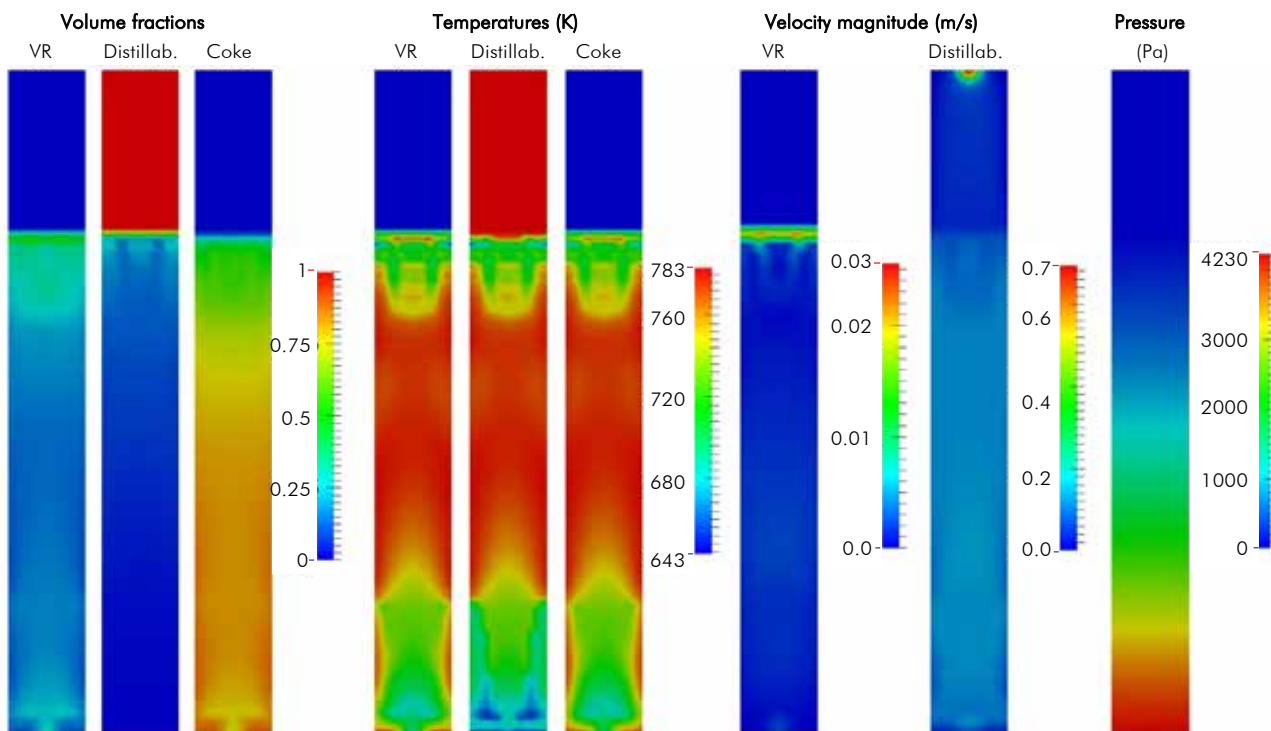 Volume fractions
Temperatures (K)
Velocity magnitude (m/s)
Pressure
VR
Distillab.
Coke
VR
Distillab.
Coke
VR
Distillab.
(Pa)
1
0.75
0.5
0.25
0
783
760
720
680
643
0.03
0.02
0.01
0.0
0.7
0.6
0.4
0.2
0.0
4230
3000
2000
1000
0